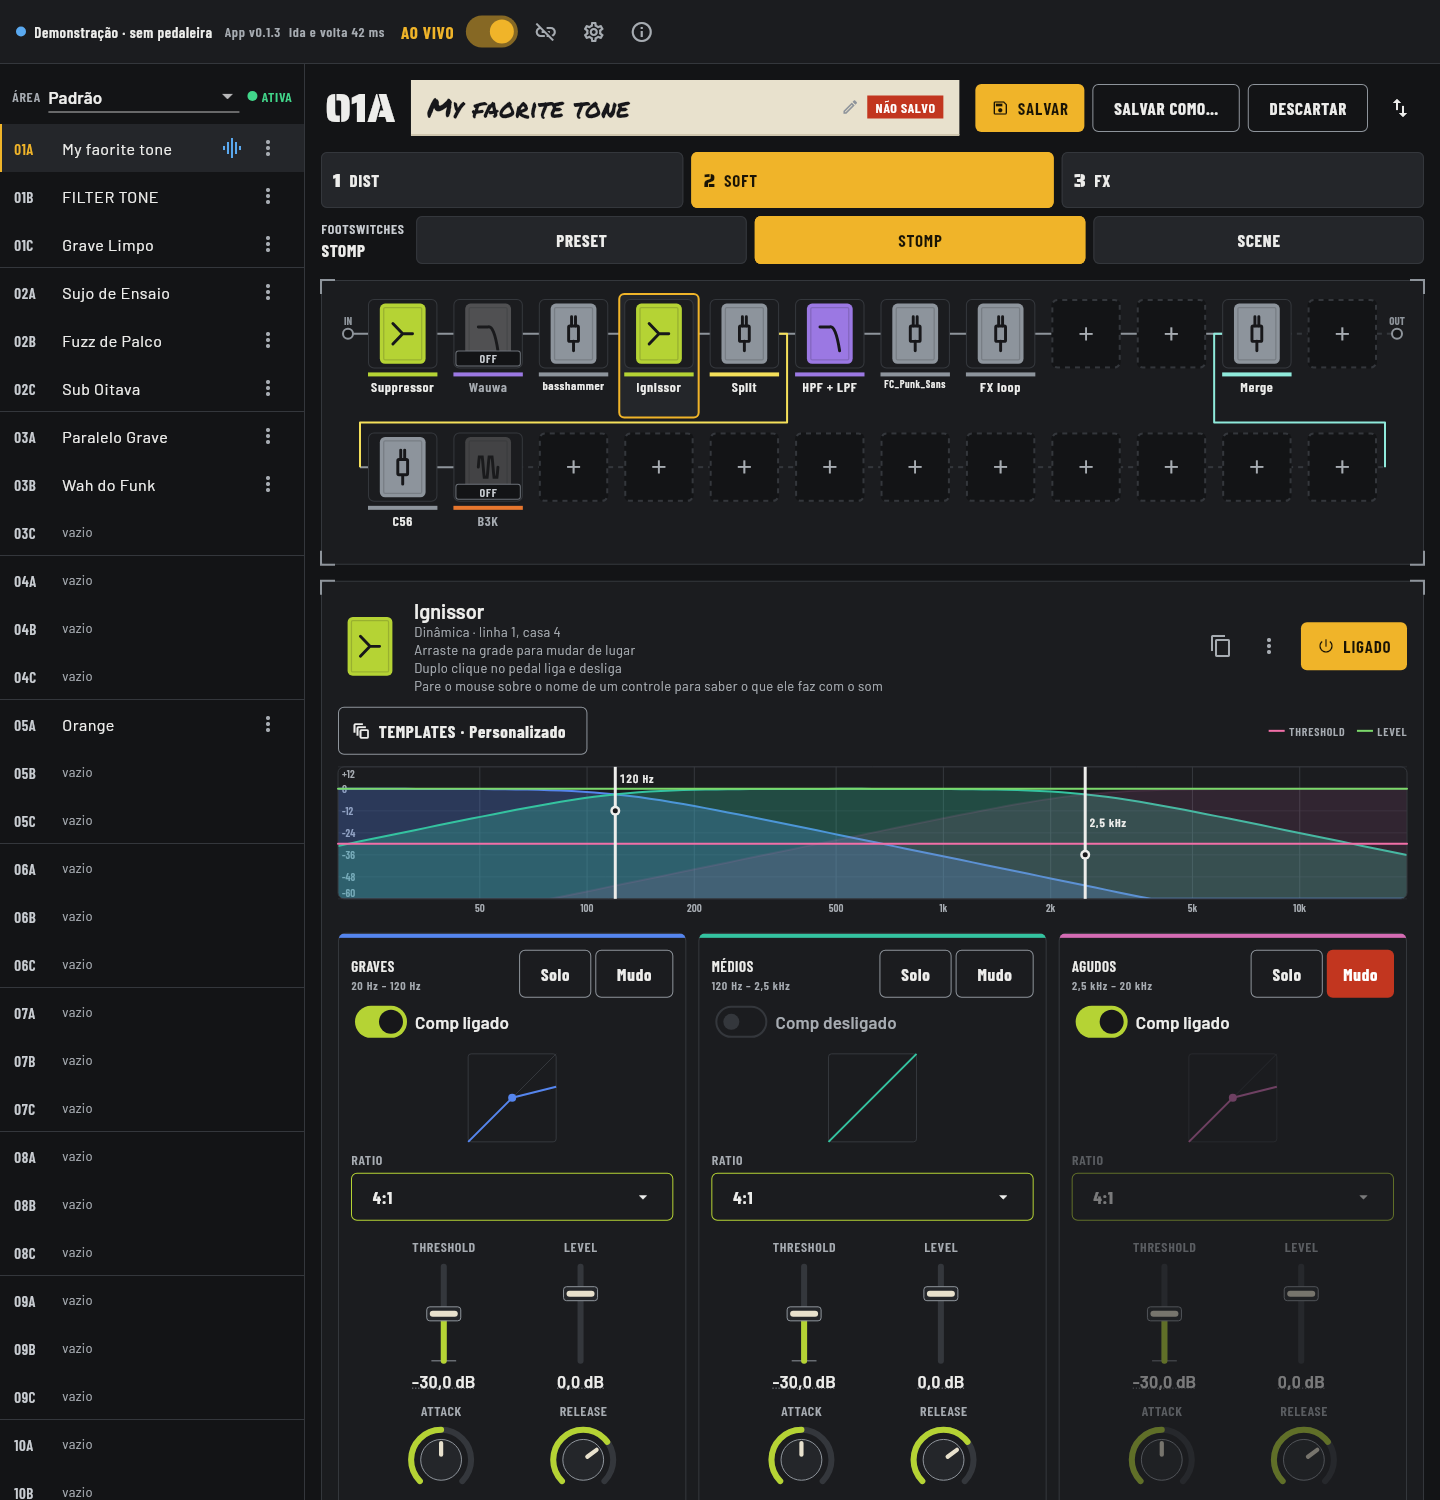 Demonstração · sem pedaleira App v0.1.3 Ida e volta 42 ms AO VIVO
ÁREA Padrão ATIVA
01A My faorite tone
01B FILTER TONE
01C Grave Limpo
02A Sujo de Ensaio
02B Fuzz de Palco
02C Sub Oitava
03A Paralelo Grave
03B Wah do Funk
03C vazio
04A vazio
04B vazio
04C vazio
05A Orange
05B vazio
05C vazio
06A vazio
06B vazio
06C vazio
07A vazio
07B vazio
07C vazio
08A vazio
08B vazio
08C vazio
09A vazio
09B vazio
09C vazio
10A vazio
10B vazio
01A My faorite tone NÃO SALVO SALVAR SALVAR COMO... DESCARTAR
1 DIST 2 SOFT 3 FX
FOOTSWITCHES
STOMP PRESET STOMP SCENE
IN OUT
OFF
Suppressor Wauwa basshammer Ignissor Split HPF + LPF FC_Punk_Sans FX loop Merge
OFF
C56 B3K
Ignissor
Dinâmica · linha 1, casa 4
Arraste na grade para mudar de lugar
Duplo clique no pedal liga e desliga
Pare o mouse sobre o nome de um controle para saber o que ele faz com o som
LIGADO
TEMPLATES · Personalizado THRESHOLD LEVEL
+12
0
-12
-24
-36
-48
-60
120 Hz
2,5 kHz
50 100 200 500 1k 2k 5k 10k
GRAVES
20 Hz – 120 Hz
Solo Mudo
Comp ligado
RATIO
4:1
THRESHOLD LEVEL
-30,0 dB 0,0 dB
ATTACK RELEASE
MÉDIOS
120 Hz – 2,5 kHz
Solo Mudo
Comp desligado
RATIO
4:1
THRESHOLD LEVEL
-30,0 dB 0,0 dB
ATTACK RELEASE
AGUDOS
2,5 kHz – 20 kHz
Solo Mudo
Comp ligado
RATIO
4:1
THRESHOLD LEVEL
-30,0 dB 0,0 dB
ATTACK RELEASE